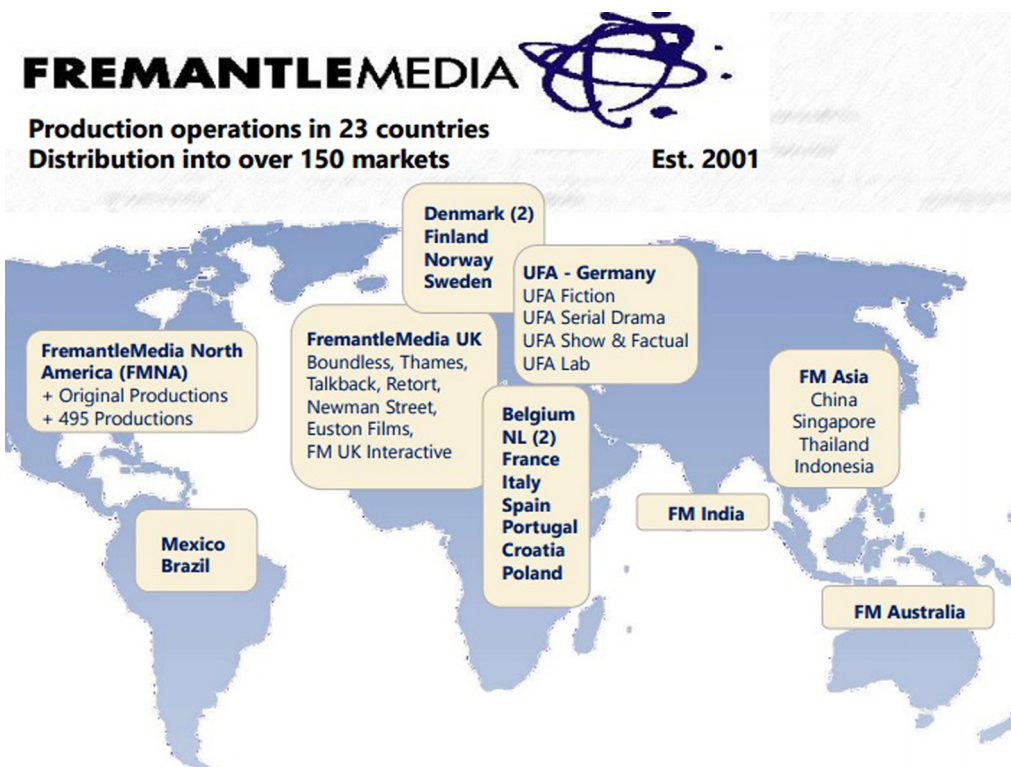 FREMANTLEMEDIA
Production operations in 23 countries
Distribution into over 150 markets
Est. 2001
Denmark (2)
Finland
Norway
Sweden
UFA - Germany
UFA Fiction
UFA Serial Drama
UFA Show & Factual
UFA Lab
FremantleMedia UK
Boundless, Thames,
Talkback, Retort,
Newman Street,
Euston Films,
FM UK Interactive
FremantleMedia North
America (FMNA)
+ Original Productions
+ 495 Productions
FM Asia
China
Singapore
Thailand
Indonesia
Belgium
NL (2)
France
Italy
Spain
Portugal
Croatia
Poland
FM India
Mexico
Brazil
FM Australia